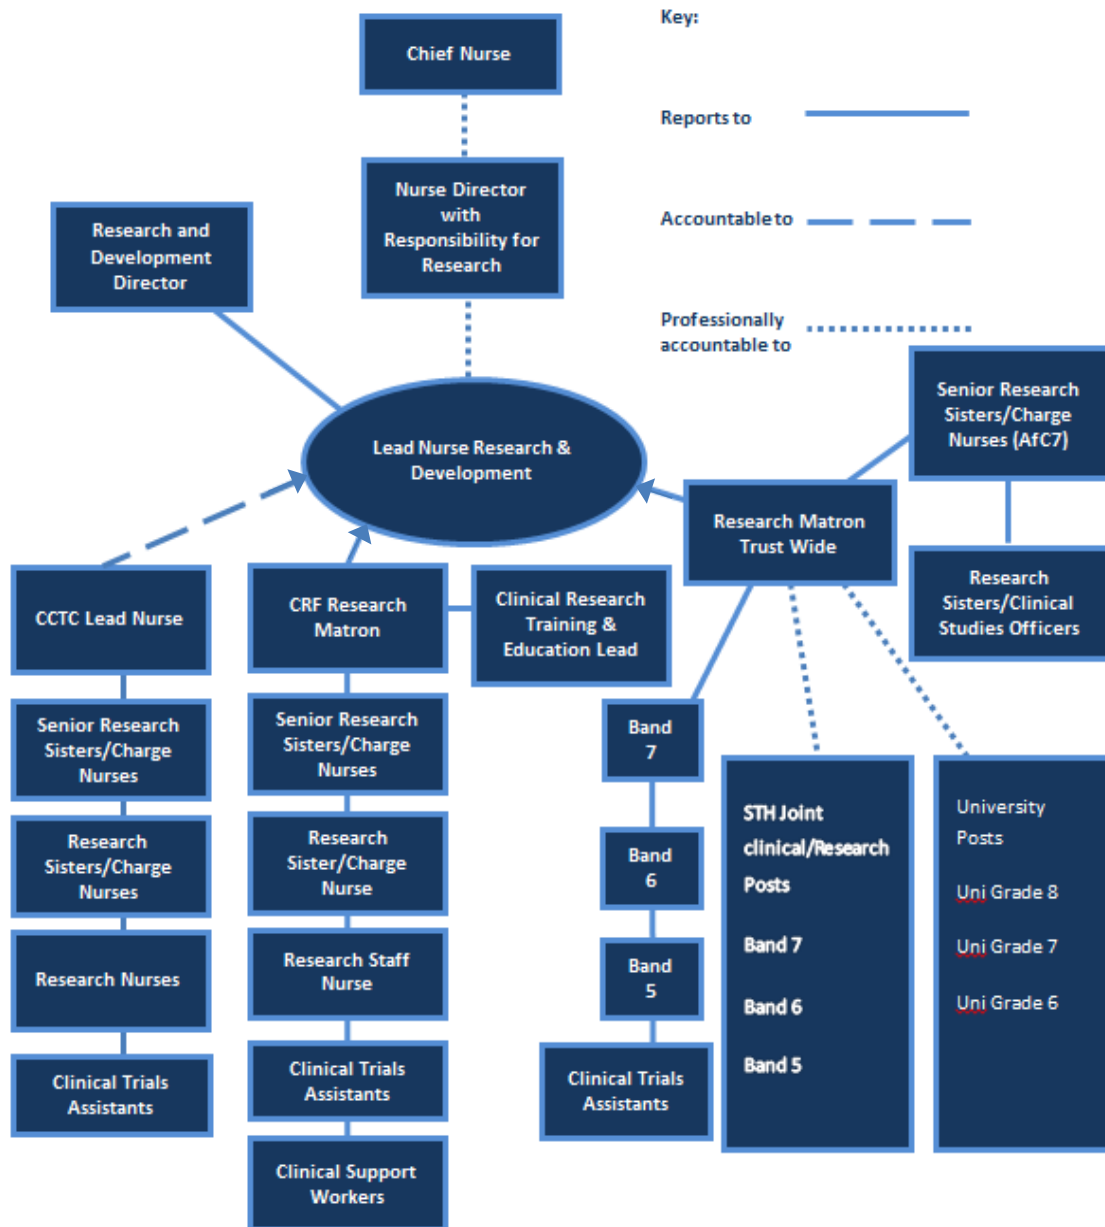 Chief Nurse
Key:
Reports to
Accountable to
Professionally
accountable to
Nurse Director
with
Responsibility for
Research
Research and
Development
Director
Lead Nurse Research &
Development
Senior Research
Sisters/Charge
Nurses (AfC7)
Research Matron
Trust Wide
Research
Sisters/Clinical
Studies Officers
CCTC Lead Nurse
Senior Research
Sisters/Charge
Nurses
Research
Sisters/Charge
Nurses
Research Nurses
Clinical Trials
Assistants
CRF Research
Matron
Clinical Research
Training &
Education Lead
Senior Research
Sisters/Charge
Nurses
Research
Sister/Charge
Nurse
Research Staff
Nurse
Clinical Trials
Assistants
Clinical Support
Workers
Band
7
Band
6
Band
5
Clinical Trials
Assistants
STH Joint
clinical/Research
Posts
Band 7
Band 6
Band 5
University
Posts
Uni Grade 8
Uni Grade 7
Uni Grade 6